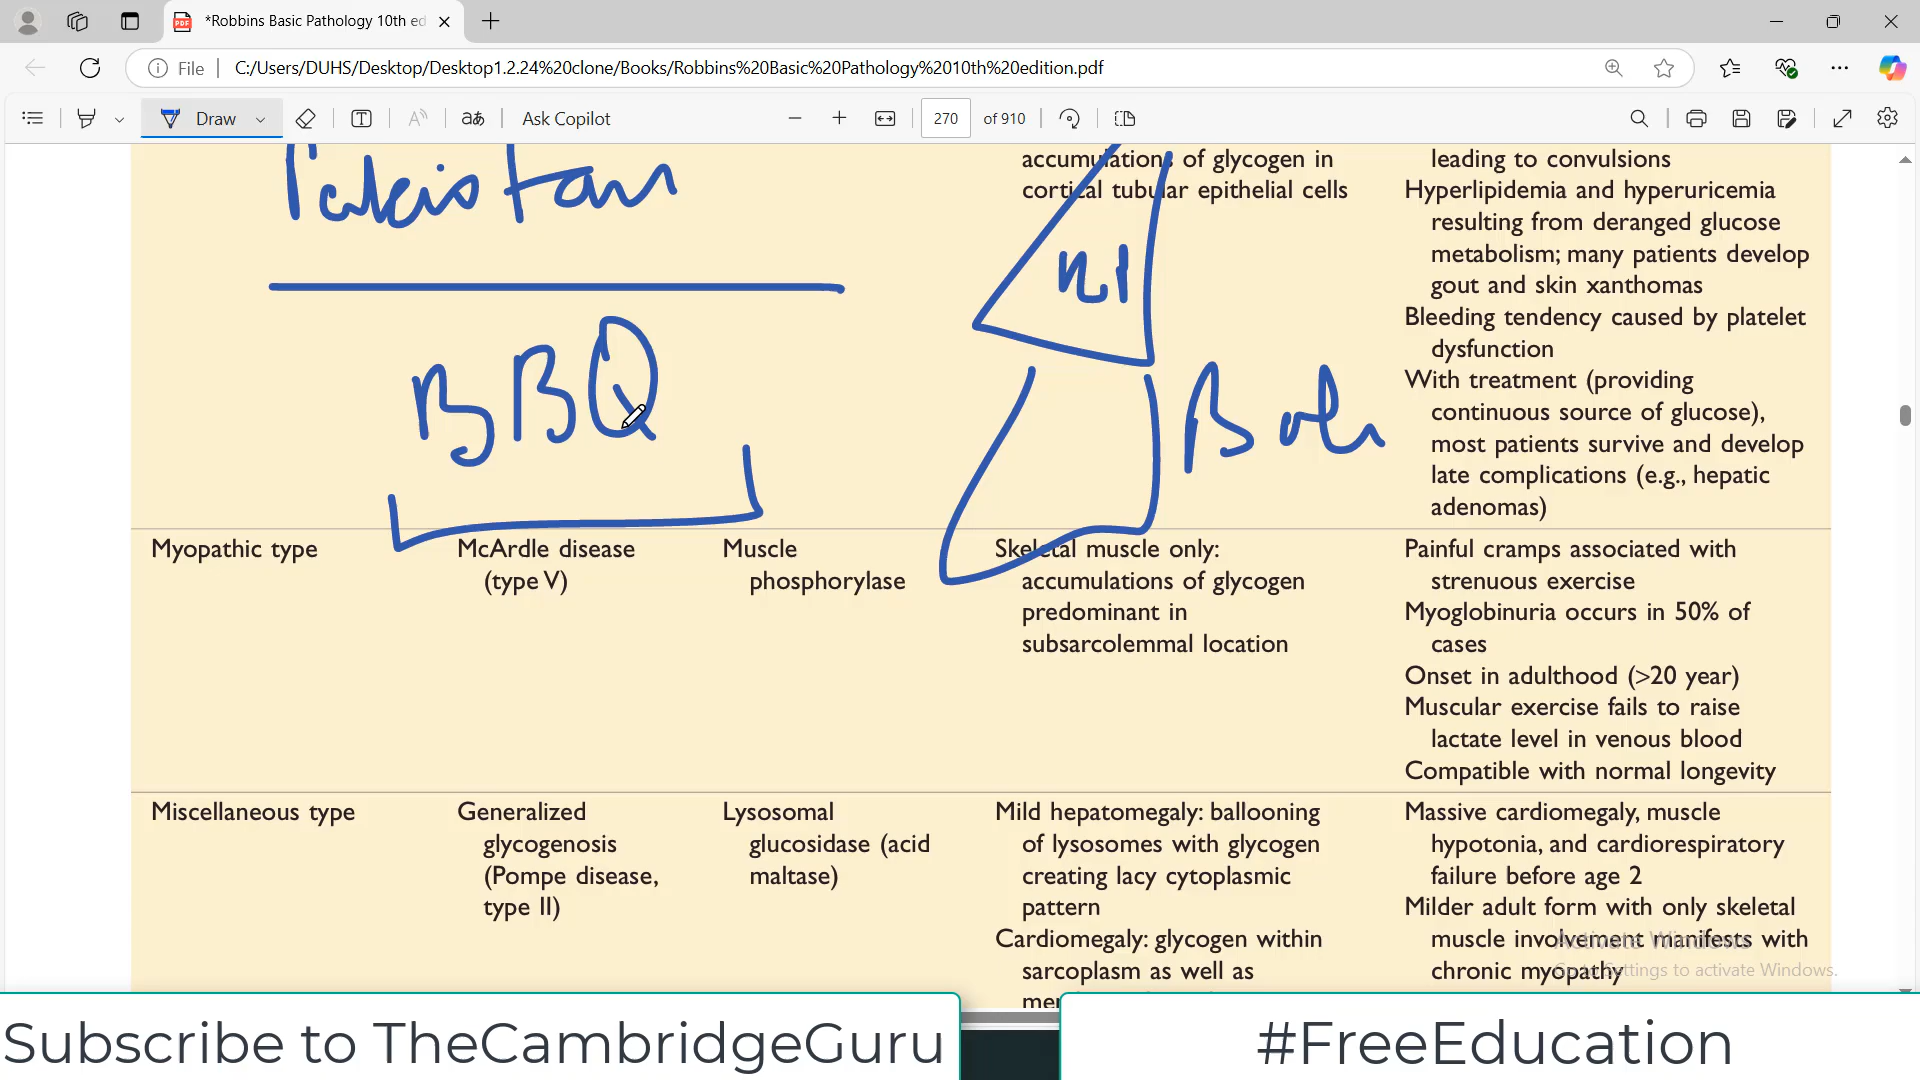 *Robbins Basic Pathology 10th ed
File
C:/Users/DUHS/Desktop/Desktop1.2.24%20clone/Books/Robbins%20Basic%20Pathology%2010th%20edition.pdf
Draw
Ask Copilot
270 of 910
Pakistan
BBQ
accumulations of glycogen in
cortical tubular epithelial cells
leading to convulsions
Hyperlipidemia and hyperuricemia
resulting from deranged glucose
metabolism; many patients develop
gout and skin xanthomas
Bleeding tendency caused by platelet
dysfunction
With treatment (providing
continuous source of glucose),
most patients survive and develop
late complications (e.g., hepatic
adenomas)
Myopathic type
McArdle disease
(type V)
Muscle
phosphorylase
Skeletal muscle only:
accumulations of glycogen
predominant in
subsarcolemmal location
Painful cramps associated with
strenuous exercise
Myoglobinuria occurs in 50% of
cases
Onset in adulthood (>20 year)
Muscular exercise fails to raise
lactate level in venous blood
Compatible with normal longevity
Miscellaneous type
Generalized
glycogenosis
(Pompe disease,
type II)
Lysosomal
glucosidase (acid
maltase)
Mild hepatomegaly: ballooning
of lysosomes with glycogen
creating lacy cytoplasmic
pattern
Cardiomegaly: glycogen within
sarcoplasm as well as
Massive cardiomegaly, muscle
hypotonia, and cardiorespiratory
failure before age 2
Milder adult form with only skeletal
muscle involvement manifests with
chronic myopathy
Activate Windows
Go to Settings to activate Windows.
Subscribe to TheCambridgeGuru
#FreeEducation